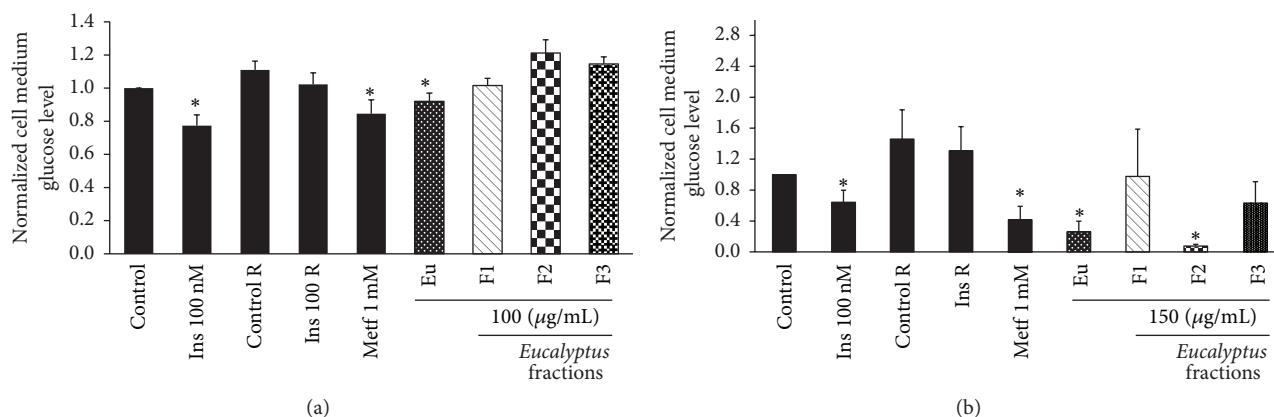 Normalized cell medium
glucose level
1.4
1.2
1.0
0.8
0.6
0.4
0.2
0.0
*
*
*
Control
Ins 100 nM
Control R
Ins 100 R
Metf 1 mM
Eu
F1
F2
F3
100 (μg/mL)
Eucalyptus
fractions
(a)
Normalized cell medium
glucose level
2.8
2.4
2.0
1.6
1.2
0.8
0.4
0.0
*
*
*
*
Control
Ins 100 nM
Control R
Ins R
Metf 1 mM
Eu
F1
F2
F3
150 (μg/mL)
Eucalyptus
fractions
(b)